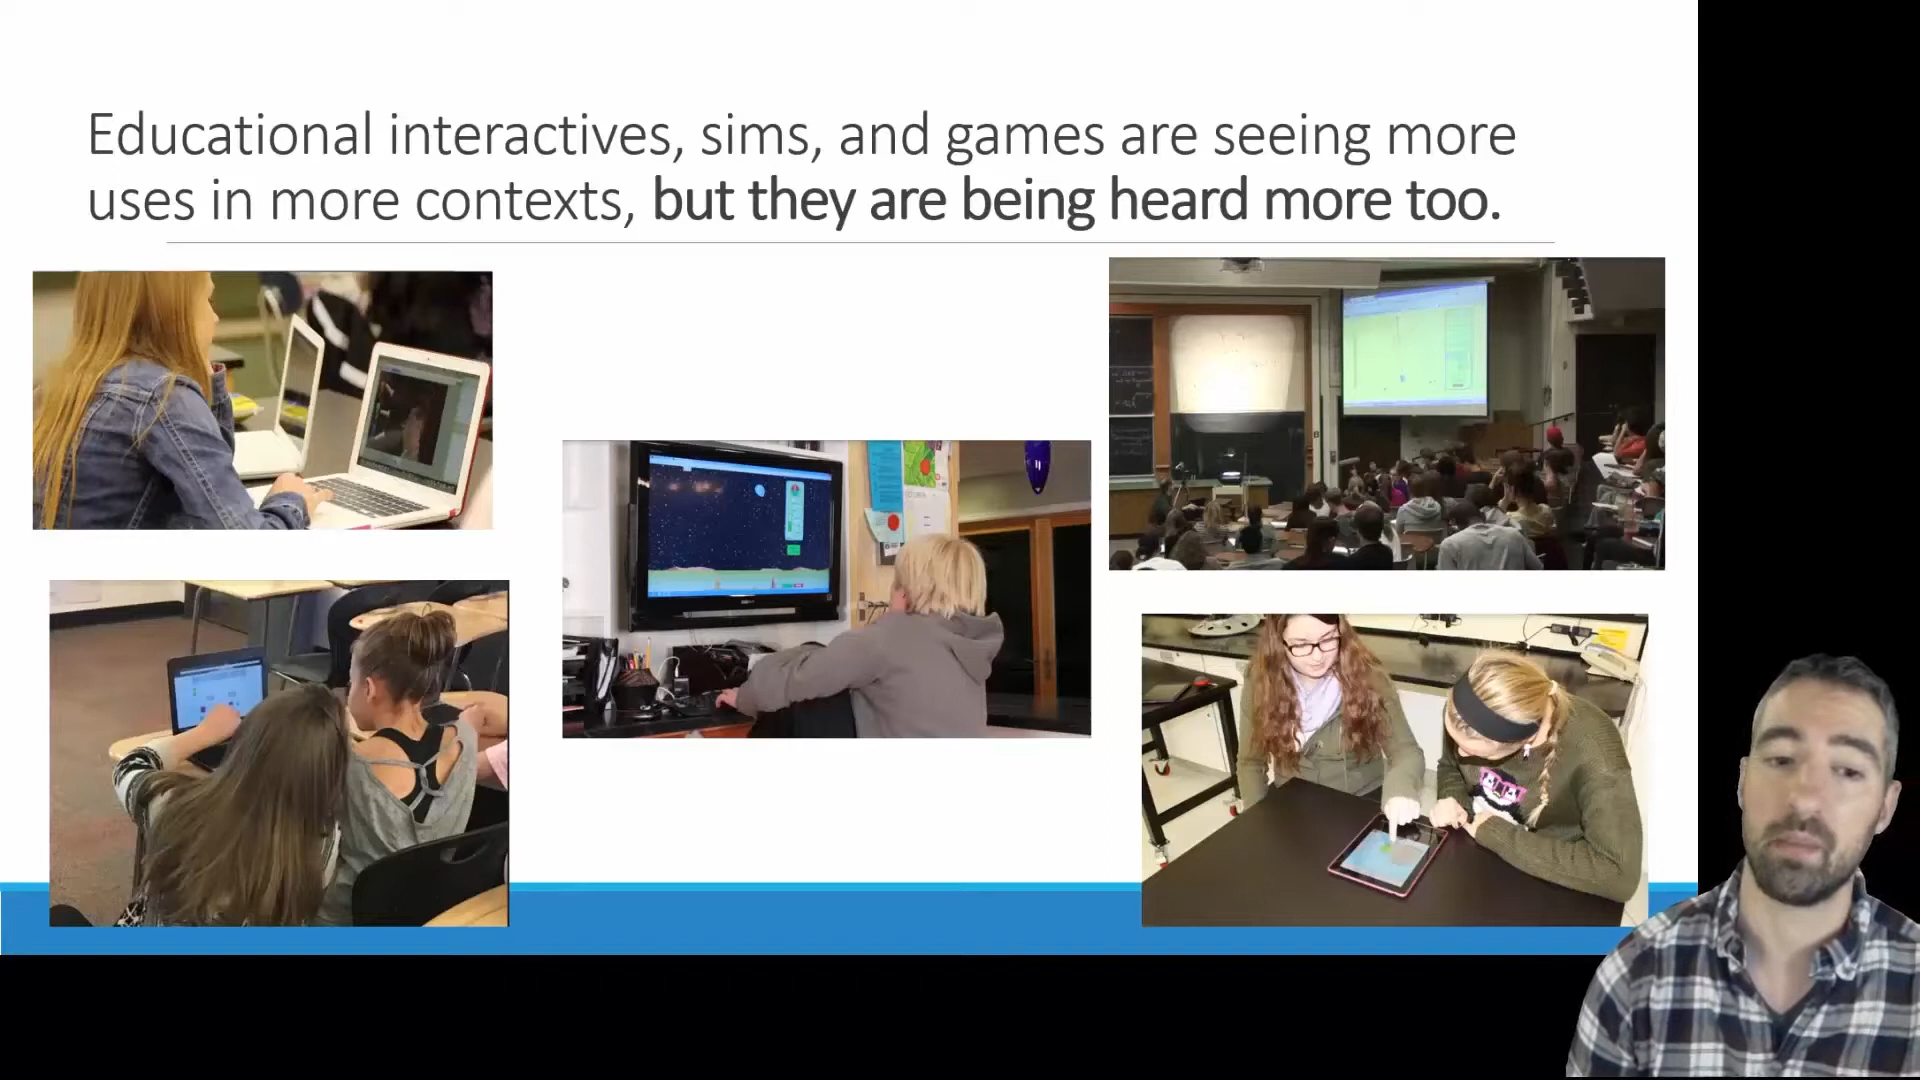 Educational interactives, sims, and games are seeing more
uses in more contexts, but they are being heard more too.